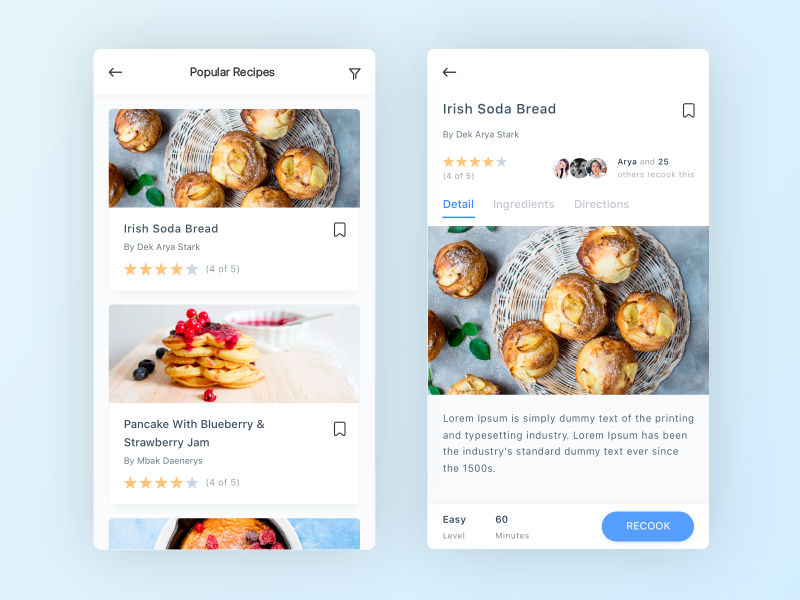 Popular Recipes
Irish Soda Bread
By Dek Arya Stark
(4 of 5)
Pancake With Blueberry &
Strawberry Jam
By Mbak Daenerys
(4 of 5)
Irish Soda Bread
By Dek Arya Stark
(4 of 5)
Arya and 25
others recook this
Detail Ingredients Directions
Lorem Ipsum is simply dummy text of the printing
and typesetting industry. Lorem Ipsum has been
the industry's standard dummy text ever since
the 1500s.
Easy 60
Level Minutes
RECOOK